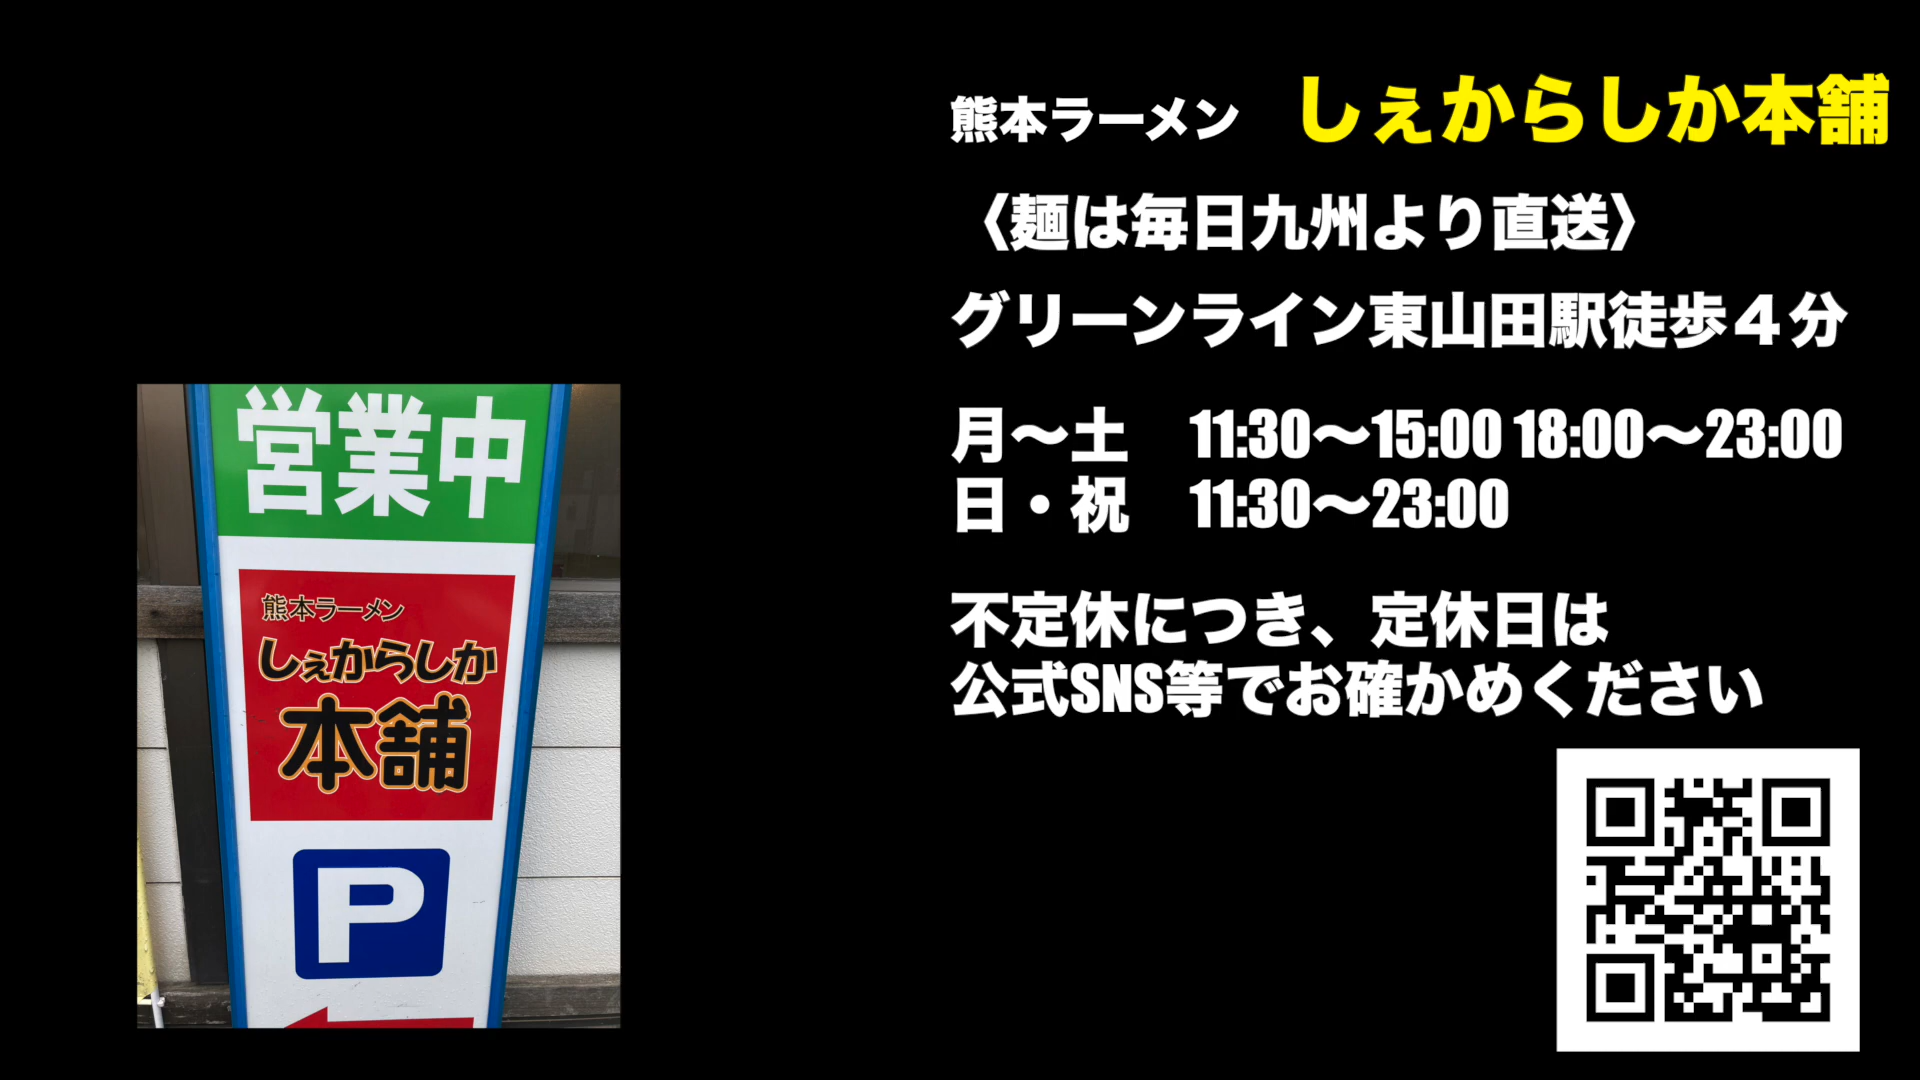 熊本ラーメン　しぇからしか本舗
〈麺は毎日九州より直送〉
グリーンライン東山田駅徒歩４分
月〜土　11:30〜15:00 18:00〜23:00
日・祝　11:30〜23:00
不定休につき、定休日は
公式SNS等でお確かめください
営業中
熊本ラーメン
しぇからしか
本舗
P